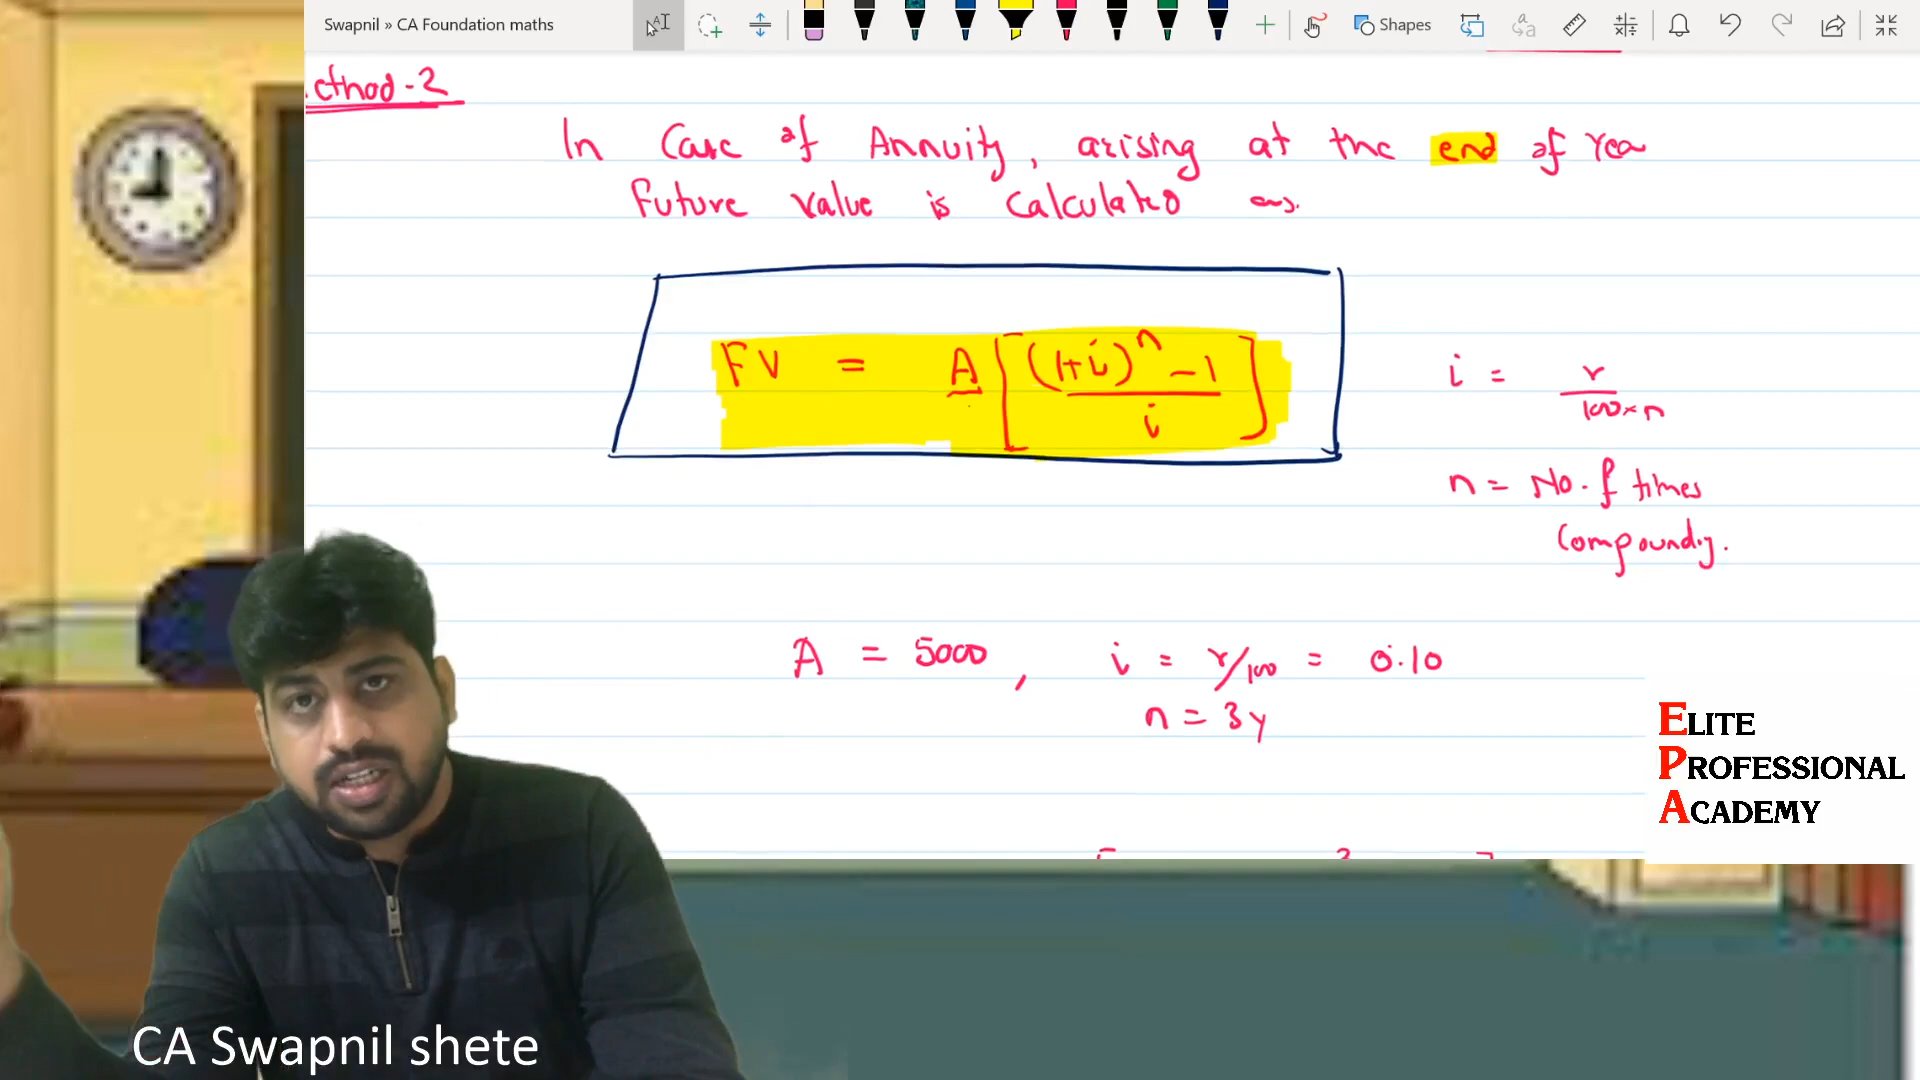 Swapnil » CA Foundation maths
Shapes
ethod-2
In Case of Annuity, arising at the end of Yea
Future value is calculated as.
FV = A [ (1+i)^n - 1 / i ]
i = r / 100×n
n = No. of times
Compounding.
A = 5000, i = r/100 = 0.10
n = 3y
ELITE
PROFESSIONAL
ACADEMY
CA Swapnil shete